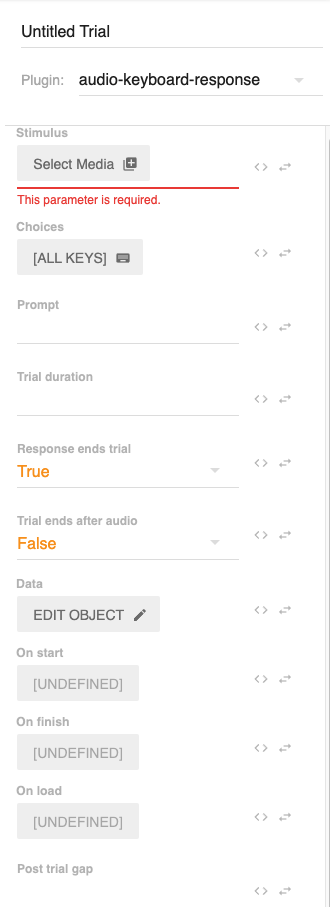 Untitled Trial
Plugin: audio-keyboard-response
Stimulus
Select Media
This parameter is required.
Choices
[ALL KEYS]
Prompt
Trial duration
Response ends trial
True
Trial ends after audio
False
Data
EDIT OBJECT
On start
[UNDEFINED]
On finish
[UNDEFINED]
On load
[UNDEFINED]
Post trial gap